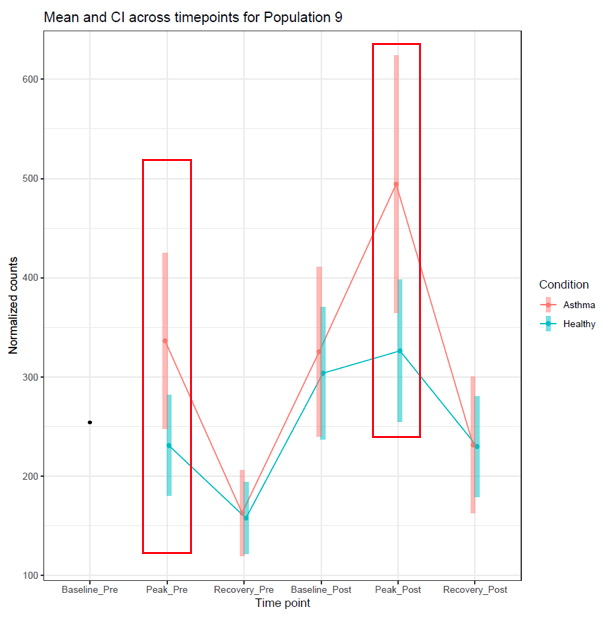 Mean and CI across timepoints for Population 9
600
500
400
300
200
100
Normalized counts
Baseline_Pre Peak_Pre Recovery_Pre Baseline_Post Peak_Post Recovery_Post
Time point
Condition
Asthma
Healthy